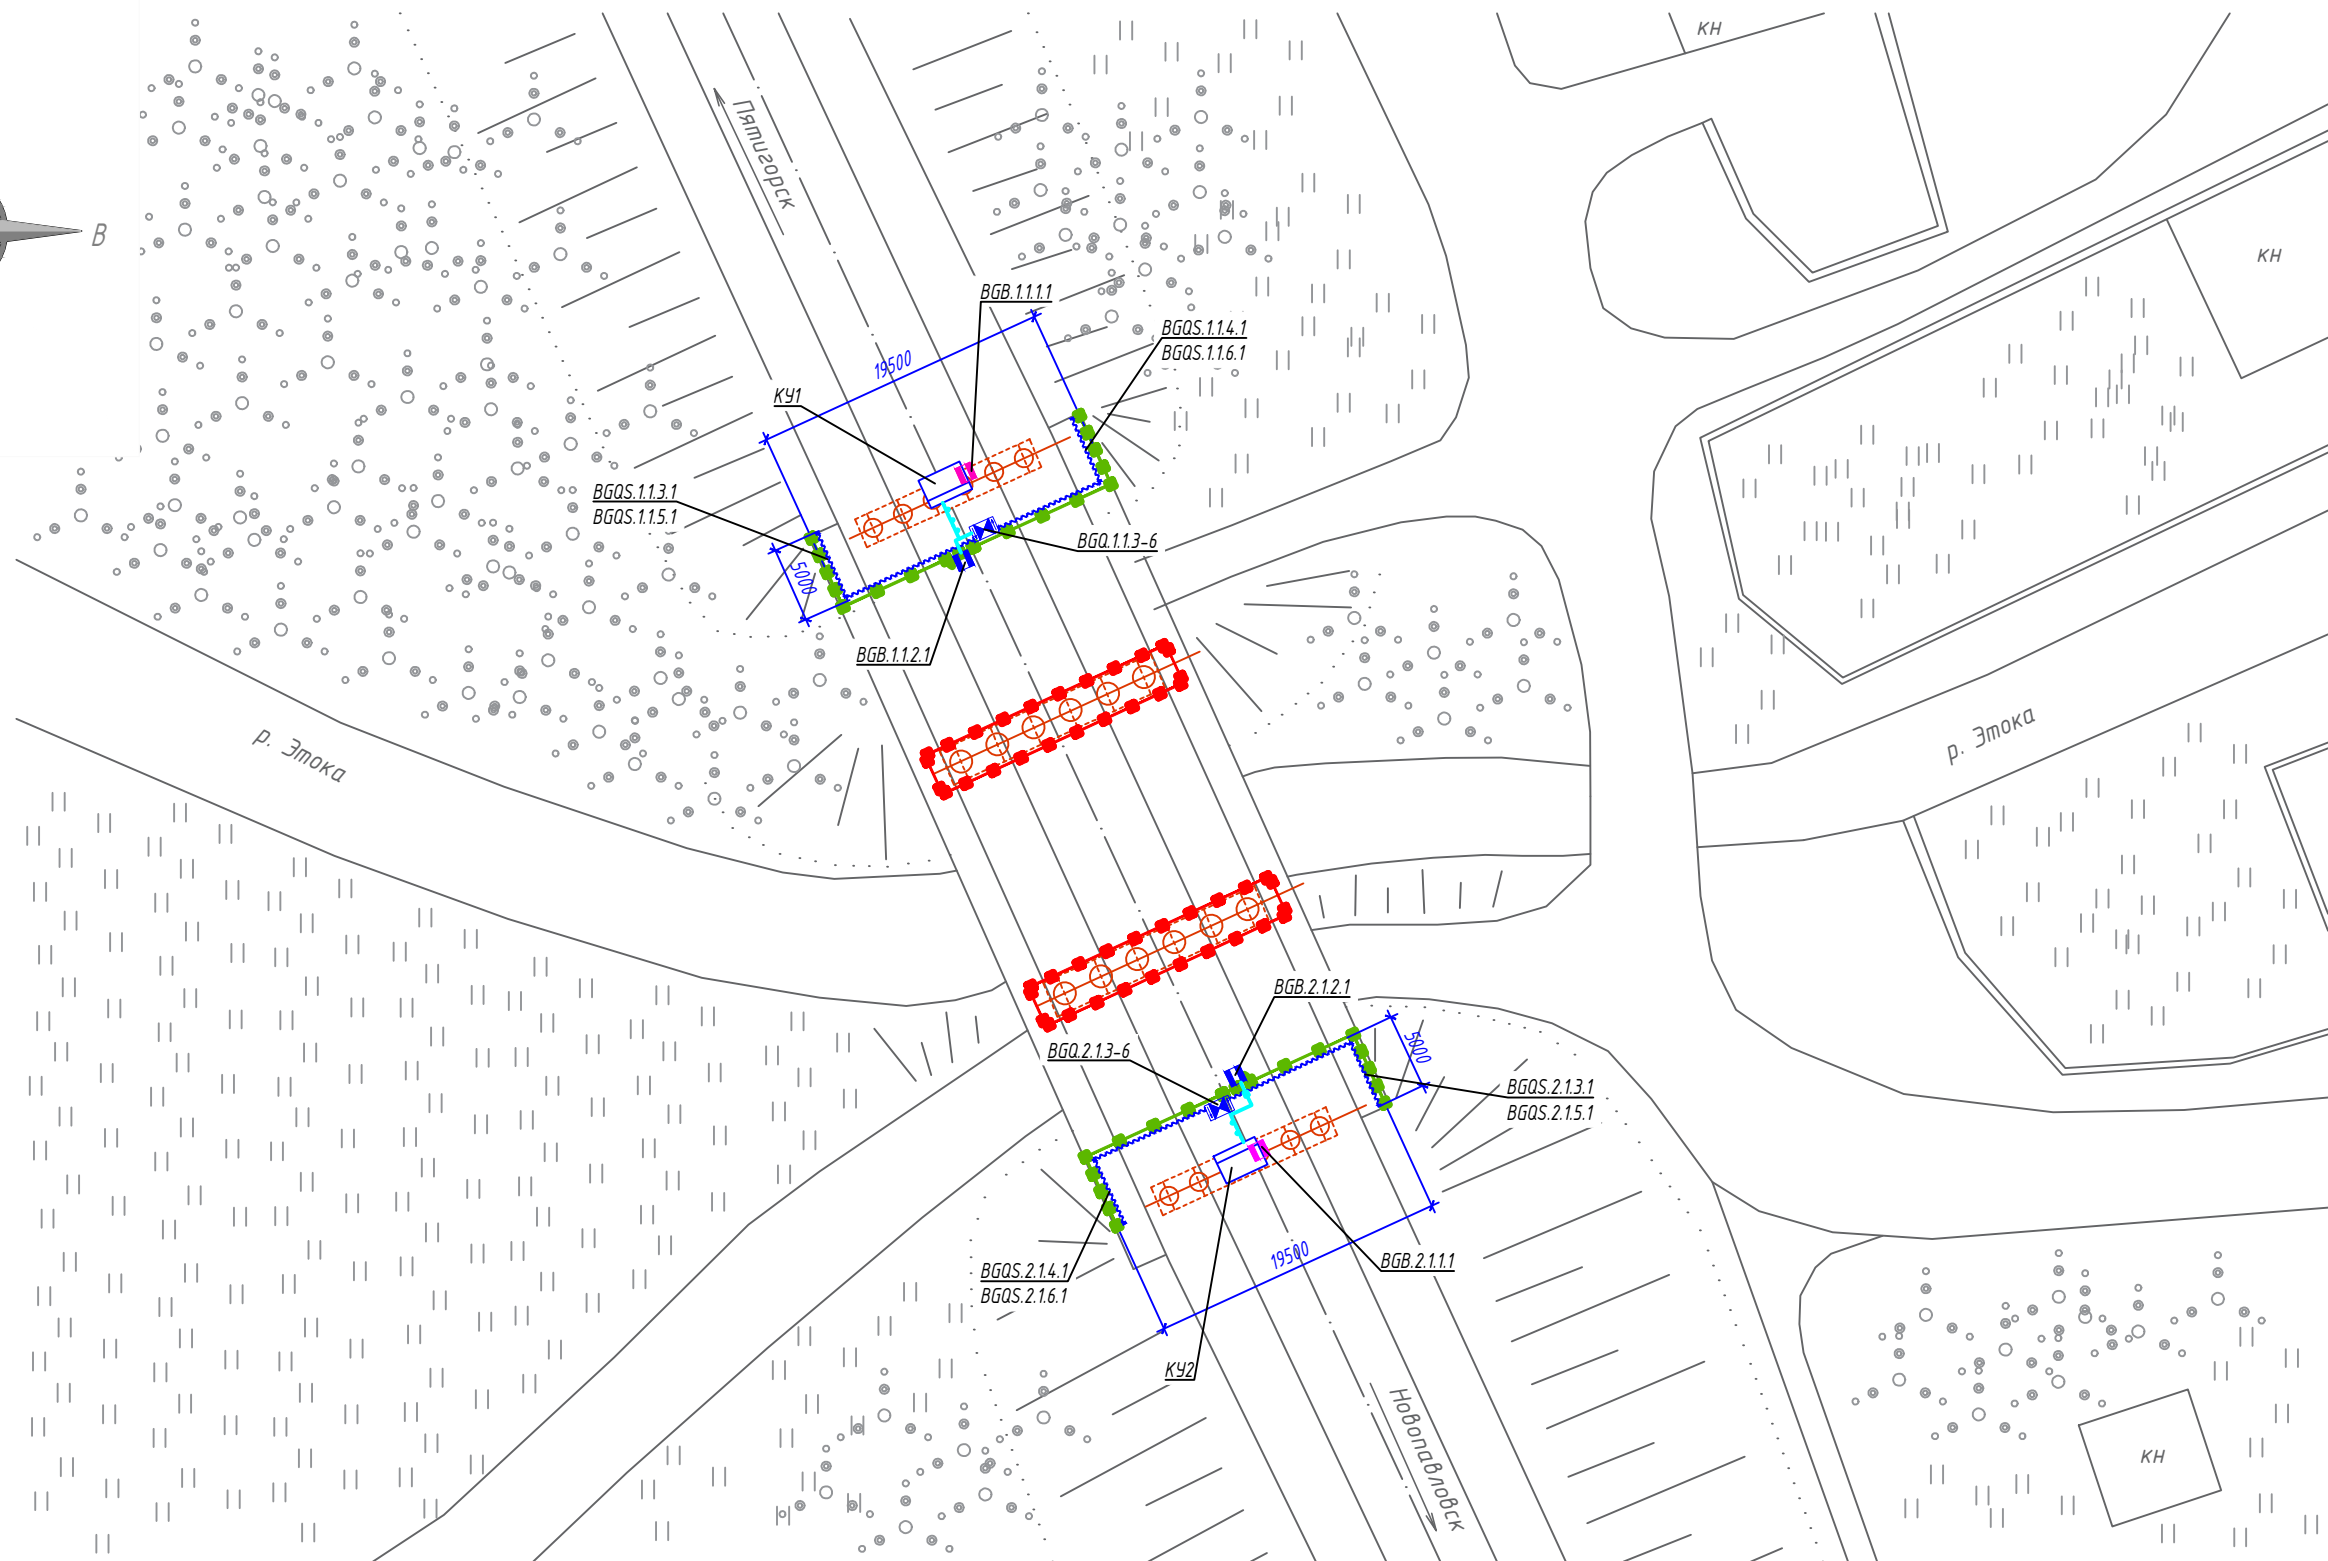 кн
Пятигорск
В
кн
BGB.1.1.1.1
BGQS.1.1.4.1
BGQS.1.1.6.1
19500
КУ1
BGQS.1.1.3.1
BGQS.1.1.5.1
BGQ.1.1.3-6
5000
BGB.1.1.2.1
р. Этока
р. Этока
BGB.2.1.2.1
BGQ.2.1.3-6
5000
BGQS.2.1.3.1
BGQS.2.1.5.1
BGQS.2.1.4.1
BGQS.2.1.6.1
19500
BGB.2.1.1.1
КУ2
Новопавловск
кн